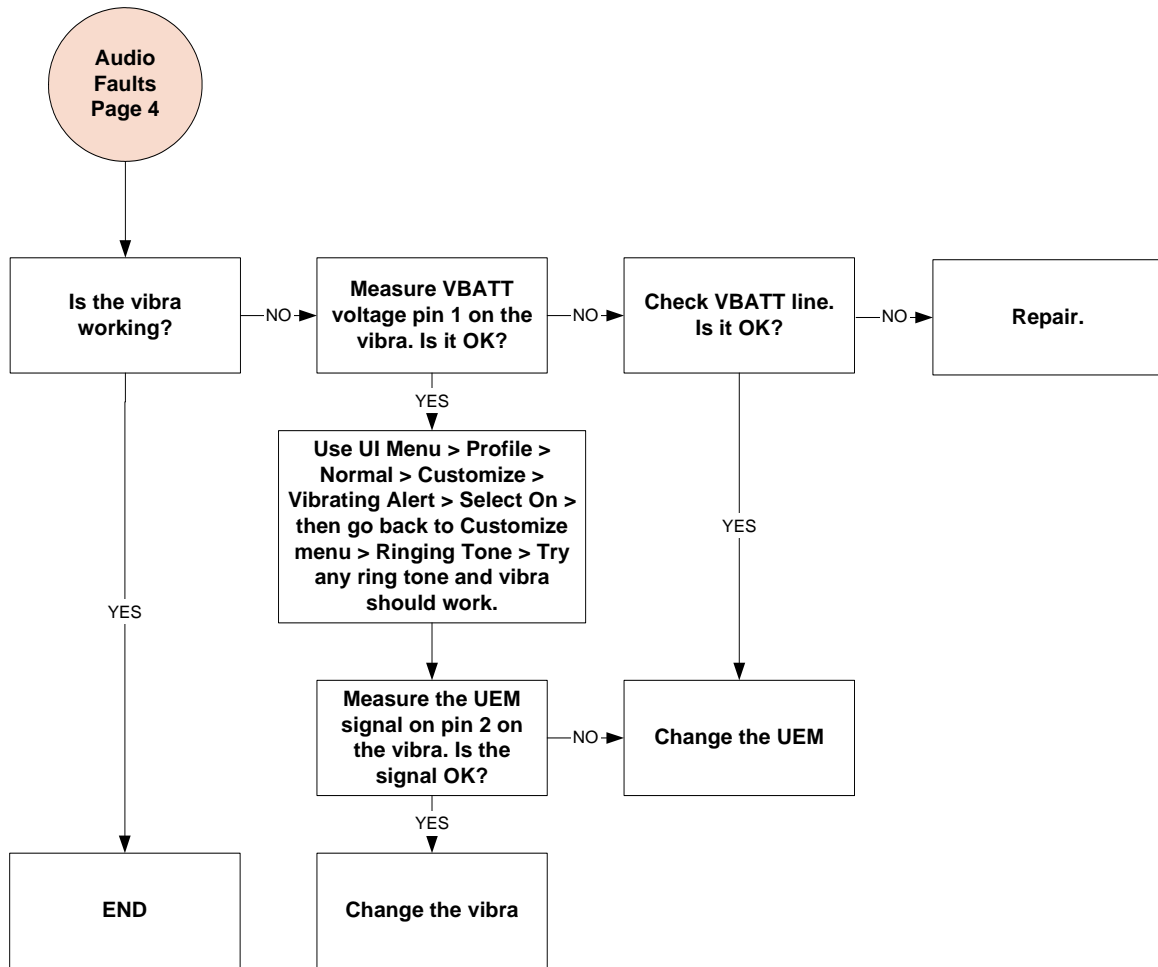 Audio
Faults
Page 4
Is the vibra
working?
NO
Measure VBATT
voltage pin 1 on the
vibra. Is it OK?
NO
Check VBATT line.
Is it OK?
NO
Repair.
YES
Use UI Menu > Profile >
Normal > Customize >
Vibrating Alert > Select On >
then go back to Customize
menu > Ringing Tone > Try
any ring tone and vibra
should work.
YES
YES
Measure the UEM
signal on pin 2 on
the vibra. Is the
signal OK?
NO
Change the UEM
YES
END
Change the vibra